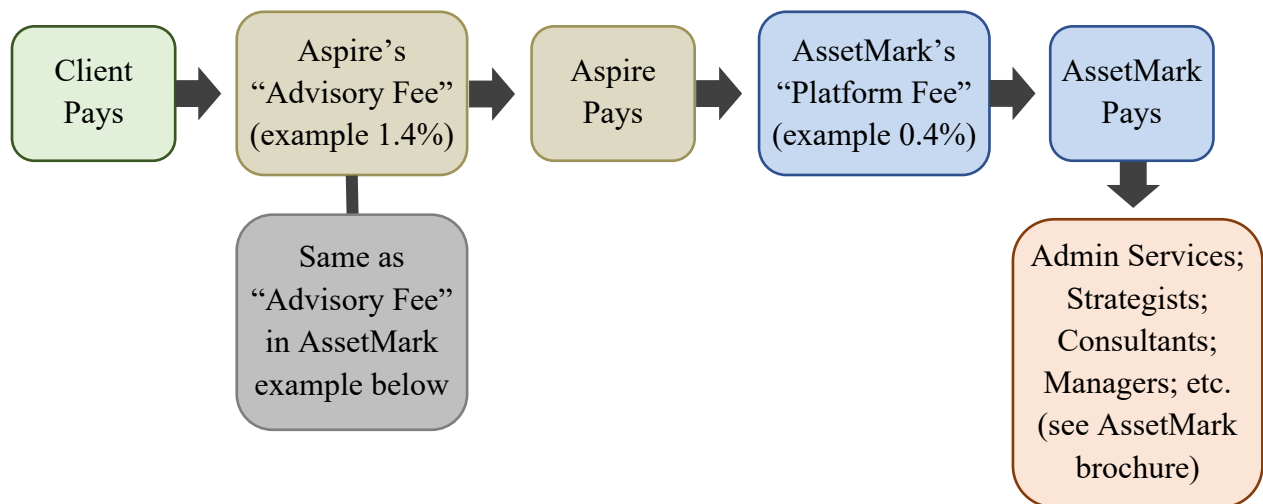 Client
Pays
Aspire’s
“Advisory Fee”
(example 1.4%)
Aspire
Pays
AssetMark’s
“Platform Fee”
(example 0.4%)
AssetMark
Pays
Same as
“Advisory Fee”
in AssetMark
example below
Admin Services;
Strategists;
Consultants;
Managers; etc.
(see AssetMark
brochure)